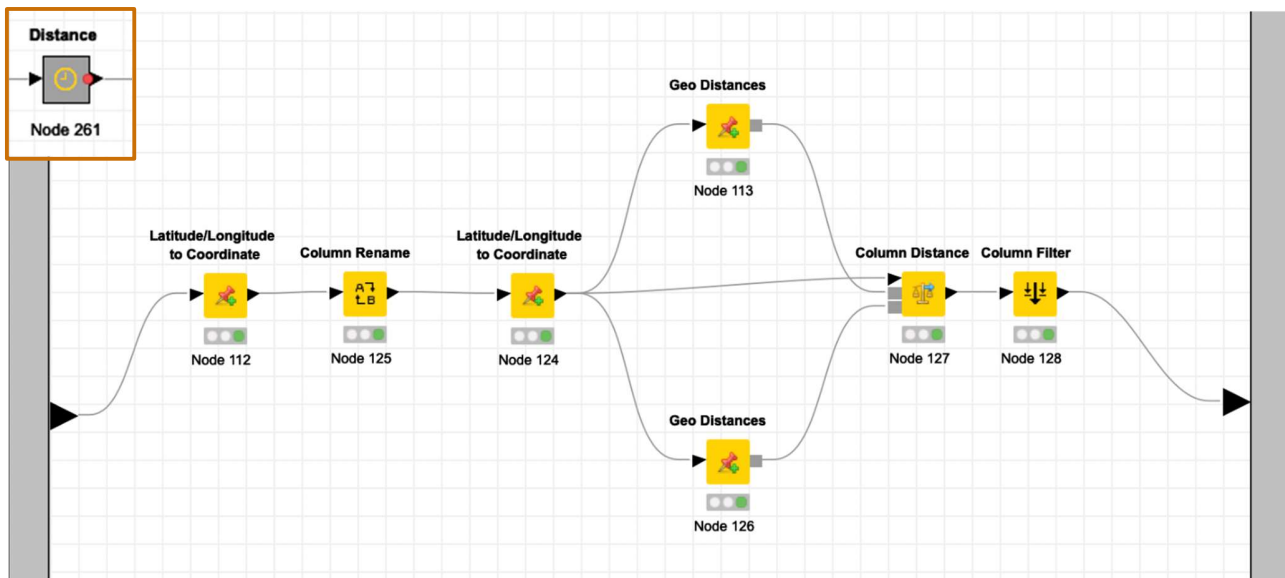 Distance
Node 261
Geo Distances
Node 113
Latitude/Longitude
to Coordinate
Node 112
Column Rename
A
B
Node 125
Latitude/Longitude
to Coordinate
Node 124
Column Distance
Node 127
Column Filter
Node 128
Geo Distances
Node 126